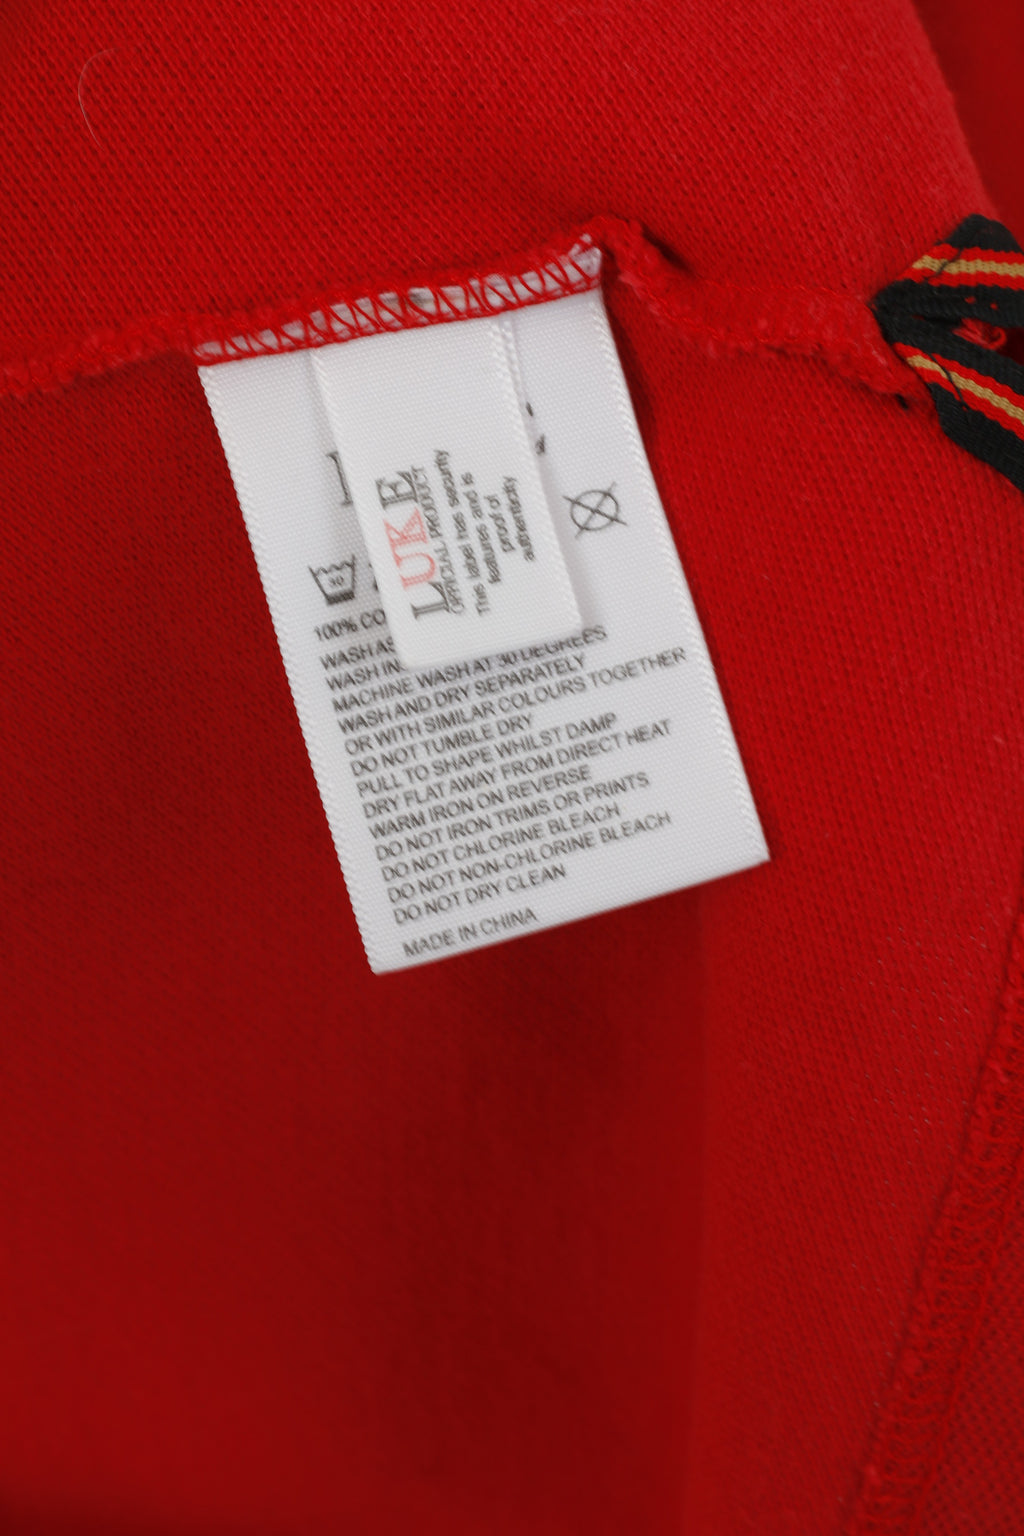 LUKE
OFFICIAL PRODUCT
This label has security
features and is
proof of
authenticity
30
100% CO
WASH AS
WASH IN
MACHINE WASH AT 30 DEGREES
WASH AND DRY SEPARATELY
OR WITH SIMILAR COLOURS TOGETHER
DO NOT TUMBLE DRY
PULL TO SHAPE WHILST DAMP
DRY FLAT AWAY FROM DIRECT HEAT
WARM IRON ON REVERSE
DO NOT IRON TRIMS OR PRINTS
DO NOT CHLORINE BLEACH
DO NOT NON-CHLORINE BLEACH
DO NOT DRY CLEAN
MADE IN CHINA